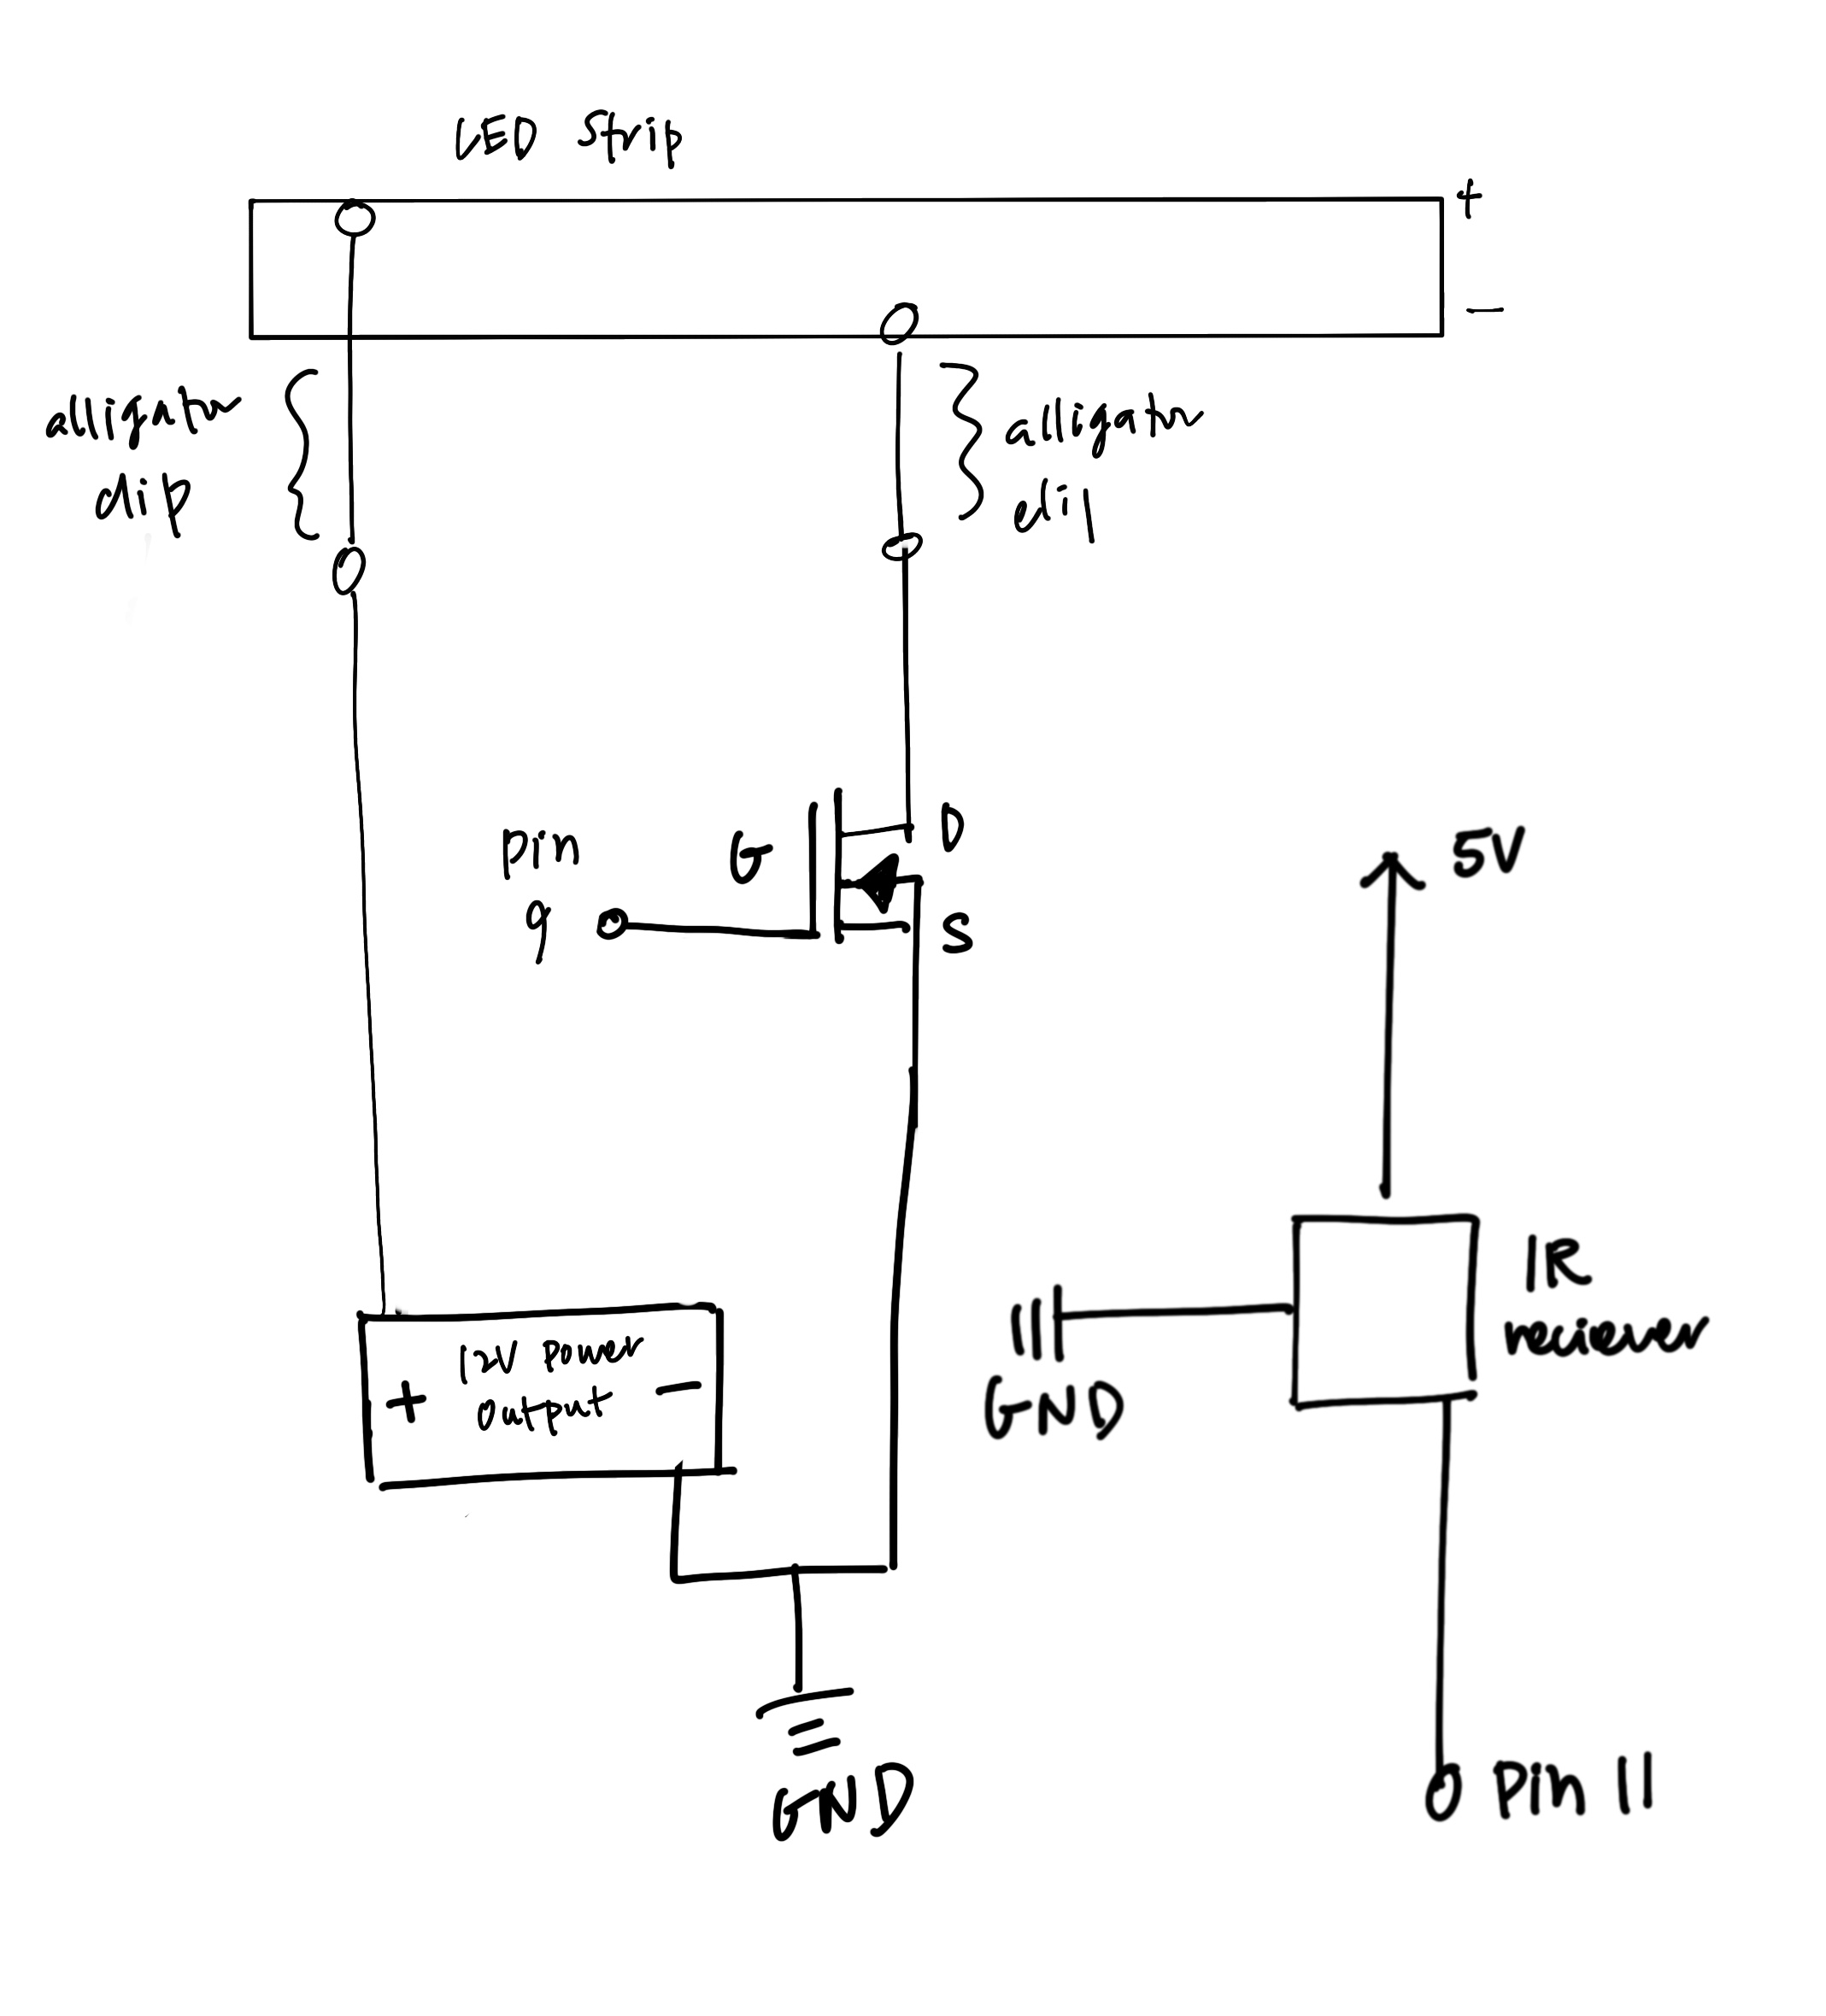 LED Strip
+
—
alligator
clip
alligator
clip
Pin
9
G
D
S
5V
12V Power
output
+
—
IR
reciever
GND
GND
Pin 11